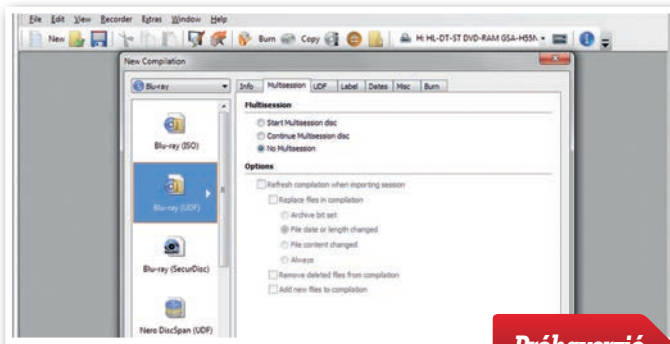 File Edit View Recorder Extras Window Help
New Burn Copy H: HL-DT-ST DVD-RAM GSA-H55N
New Compilation
Blu-ray
Info Multisession UDF Label Dates Misc Burn
Multisession
Start Multisession disc
Continue Multisession disc
No Multisession
Blu-ray (ISO)
Options
Refresh compilation when importing session
Replace files in compilation
Archive bit set
Blu-ray (UDF)
File date or length changed
File content changed
Always
Blu-ray (SecurDisc)
Remove deleted files from compilation
Add new files to compilation
Nero DiscSpan (UDF)
Próbaverzió